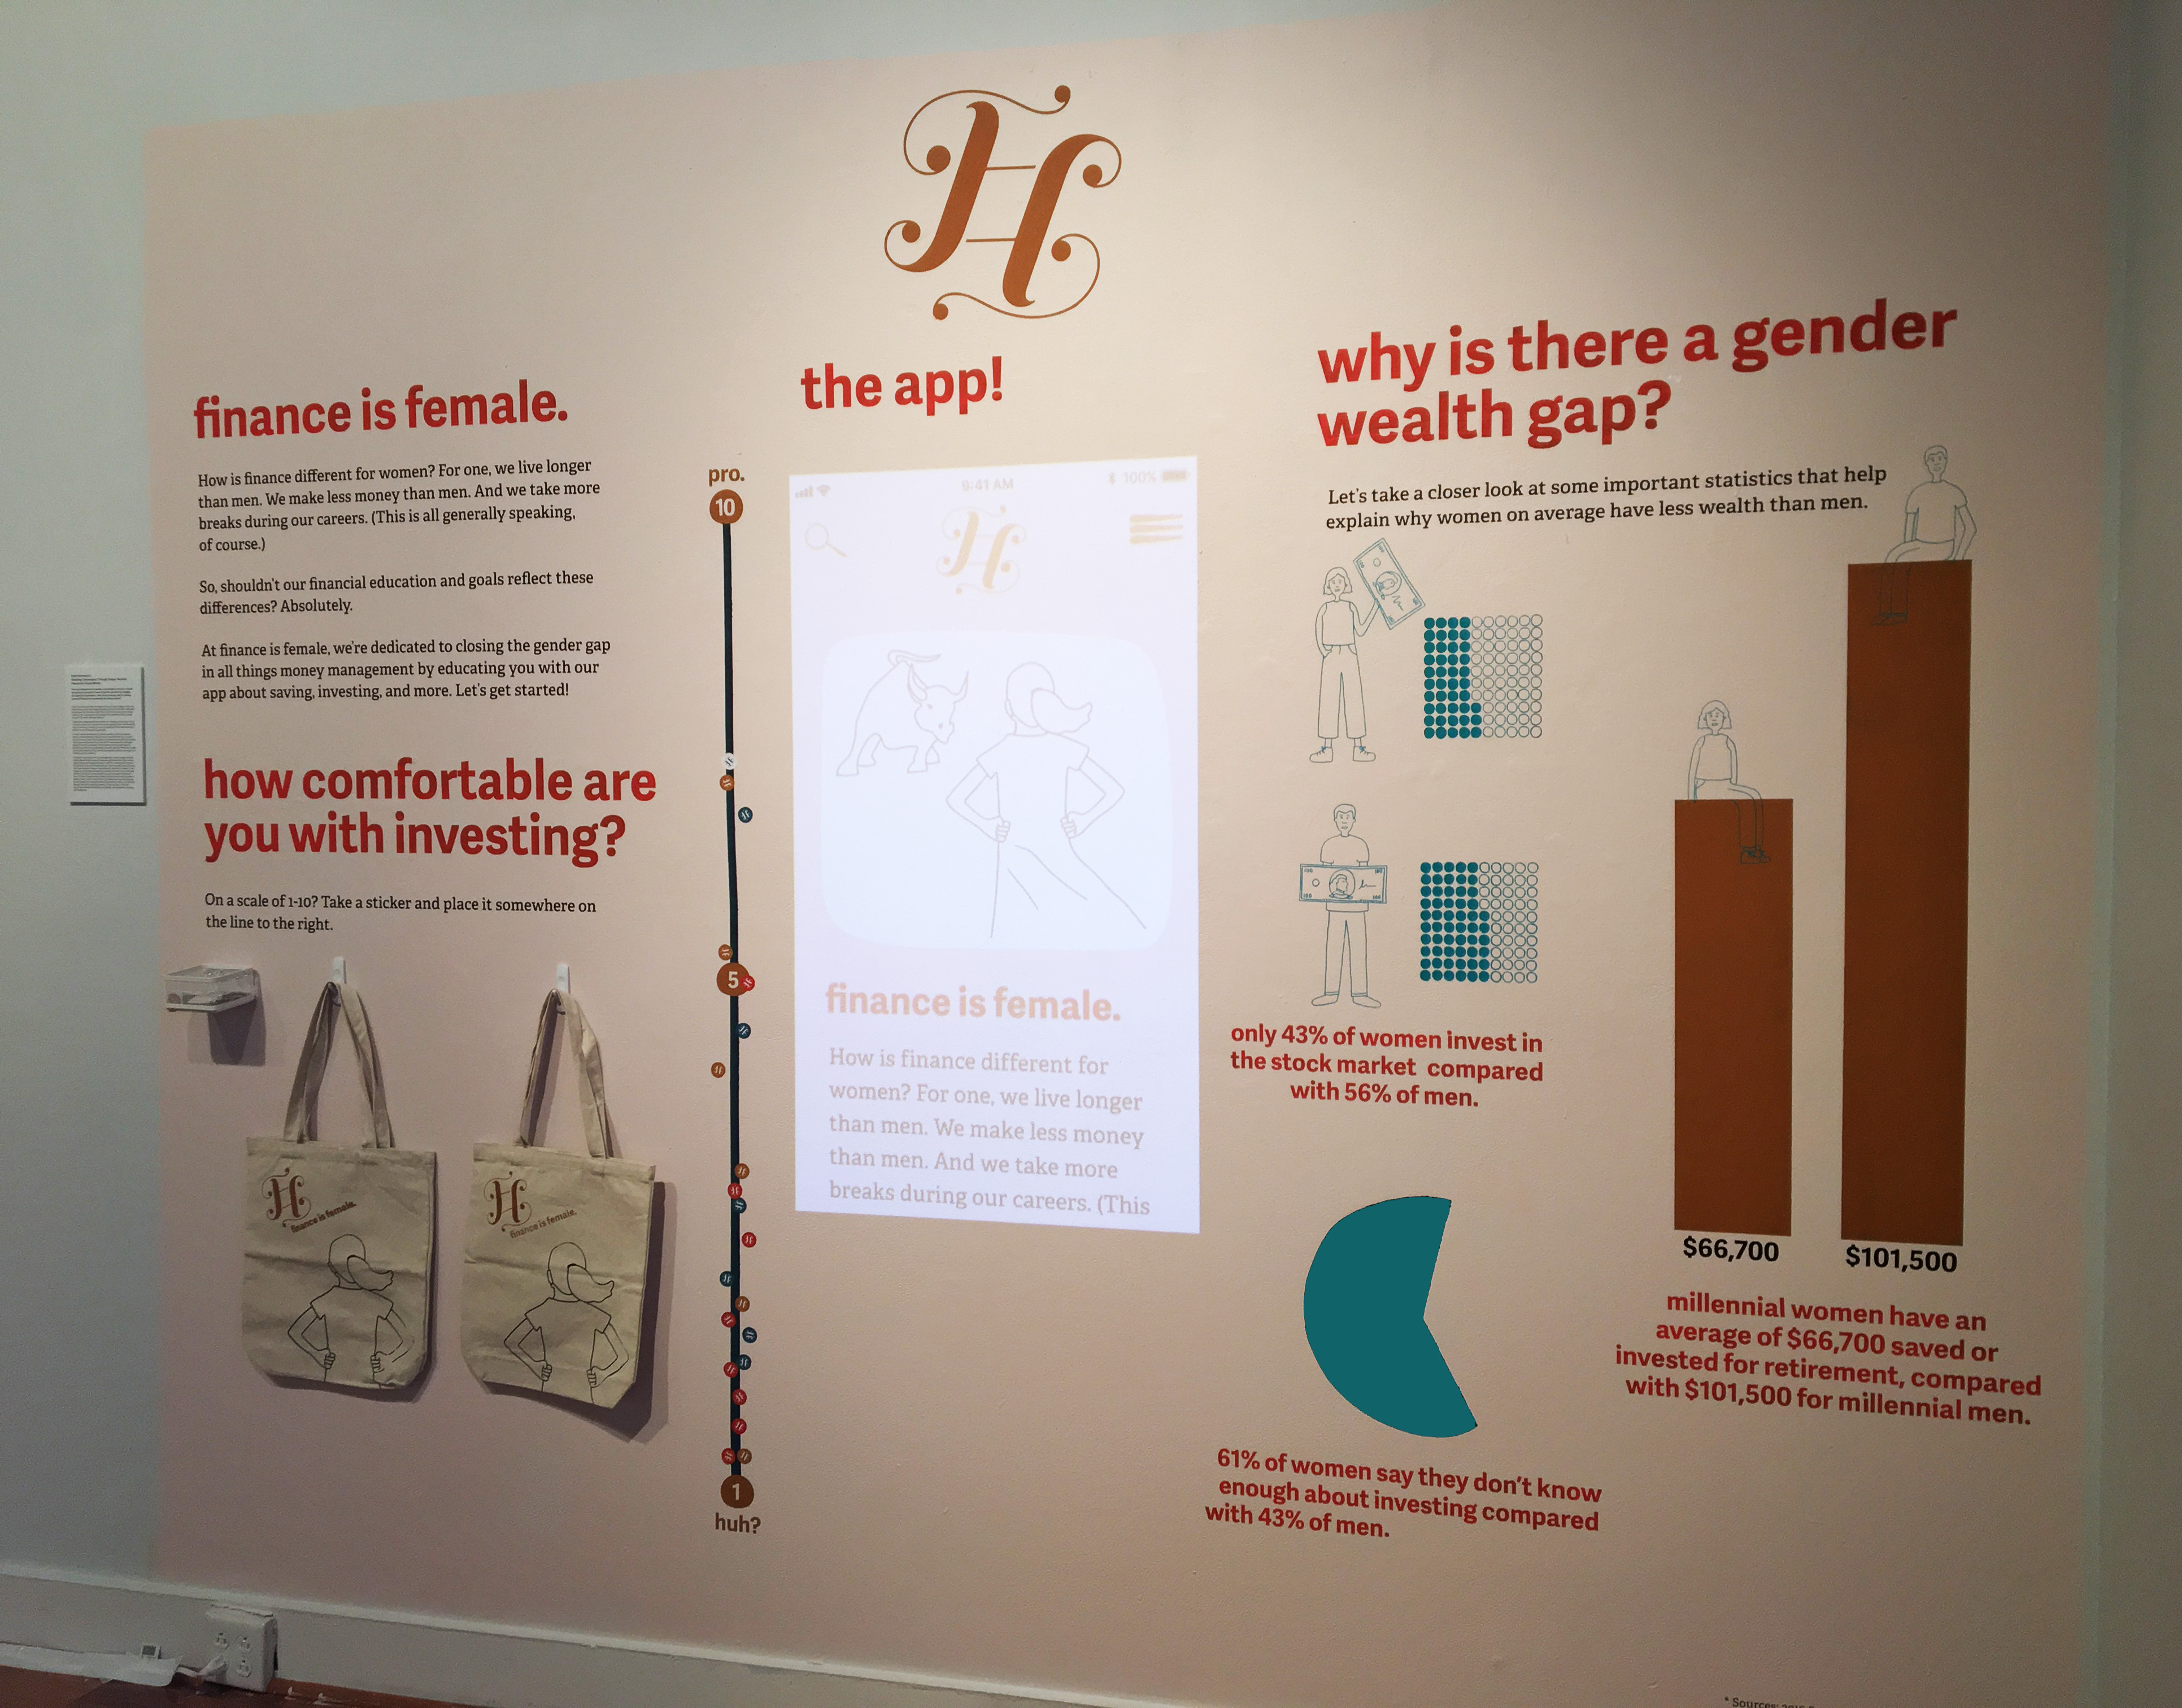 H
finance is female.
How is finance different for women? For one, we live longer
than men. We make less money than men. And we take more
breaks during our careers. (This is all generally speaking,
of course.)
So, shouldn't our financial education and goals reflect these
differences? Absolutely.
At finance is female, we're dedicated to closing the gender gap
in all things money management by educating you with our
app about saving, investing, and more. Let's get started!
how comfortable are
you with investing?
On a scale of 1-10? Take a sticker and place it somewhere on
the line to the right.
H
finance is female.
H
finance is female.
pro.
10
5
1
huh?
the app!
9:41 AM
100%
H
finance is female.
How is finance different for
women? For one, we live longer
than men. We make less money
than men. And we take more
breaks during our careers. (This
why is there a gender
wealth gap?
Let's take a closer look at some important statistics that help
explain why women on average have less wealth than men.
100
100
100
100
only 43% of women invest in
the stock market compared
with 56% of men.
61% of women say they don't know
enough about investing compared
with 43% of men.
$66,700
$101,500
millennial women have an
average of $66,700 saved or
invested for retirement, compared
with $101,500 for millennial men.
* Sources: